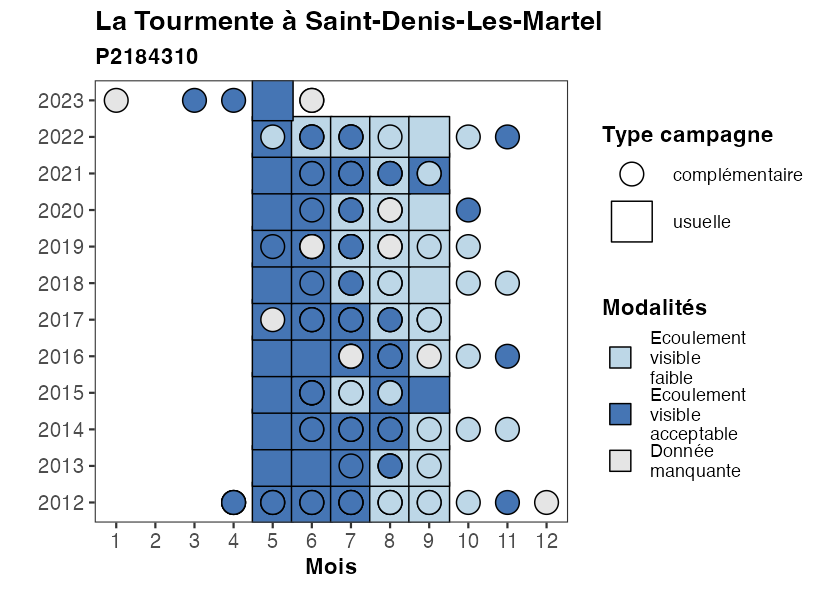 La Tourmente à Saint-Denis-Les-Martel
P2184310
2023
2022
2021
2020
2019
2018
2017
2016
2015
2014
2013
2012
1 2 3 4 5 6 7 8 9 10 11 12
Mois
Type campagne
complémentaire
usuelle
Modalités
Ecoulement
visible
faible
Ecoulement
visible
acceptable
Donnée
manquante